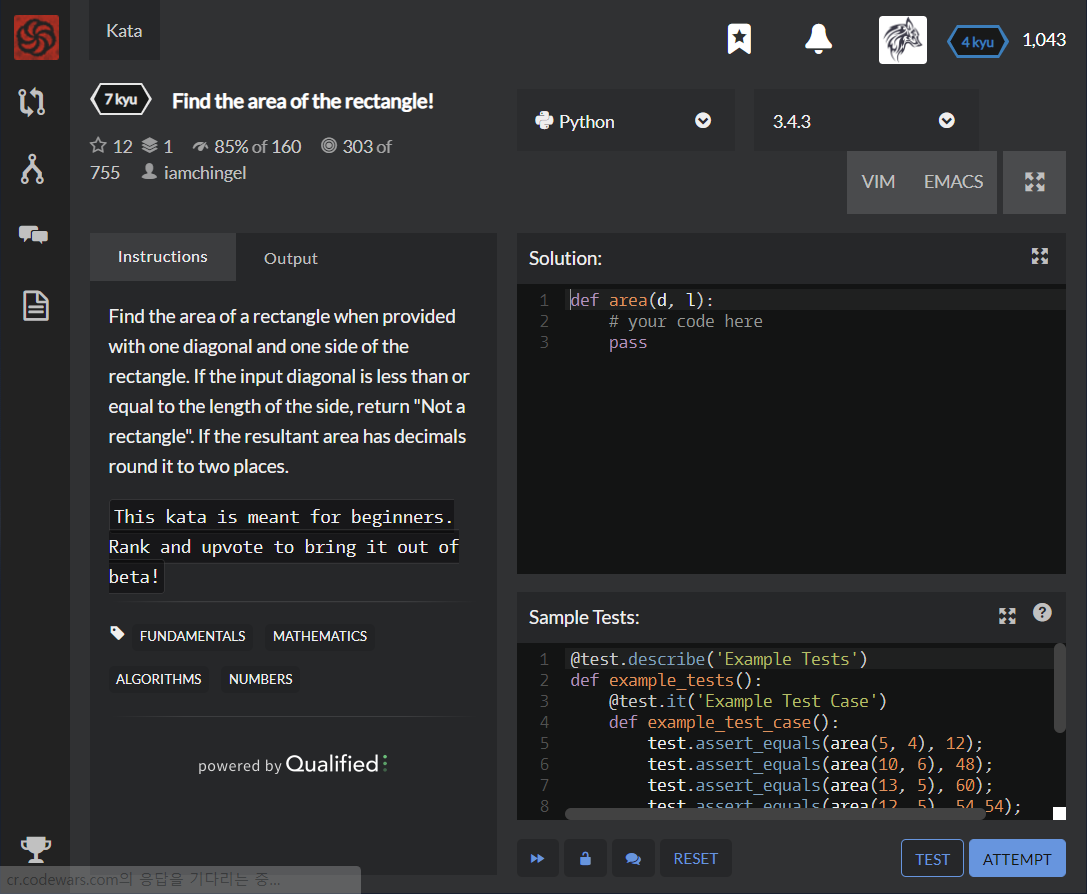 Kata
4 kyu
1,043
7 kyu
Find the area of the rectangle!
12 1 85% of 160 303 of
755 iamchingel
Python
3.4.3
VIM
EMACS
Instructions
Output
Find the area of a rectangle when provided
with one diagonal and one side of the
rectangle. If the input diagonal is less than or
equal to the length of the side, return "Not a
rectangle". If the resultant area has decimals
round it to two places.
This kata is meant for beginners.
Rank and upvote to bring it out of
beta!
FUNDAMENTALS MATHEMATICS
ALGORITHMS NUMBERS
powered by Qualified
Solution:
1 def area(d, l):
2 # your code here
3 pass
Sample Tests:
1 @test.describe('Example Tests')
2 def example_tests():
3 @test.it('Example Test Case')
4 def example_test_case():
5 test.assert_equals(area(5, 4), 12);
6 test.assert_equals(area(10, 6), 48);
7 test.assert_equals(area(13, 5), 60);
8 test.assert_equals(area(12, 5), 54.54);
RESET
TEST
ATTEMPT
cr.codewars.com의 응답을 기다리는 중...